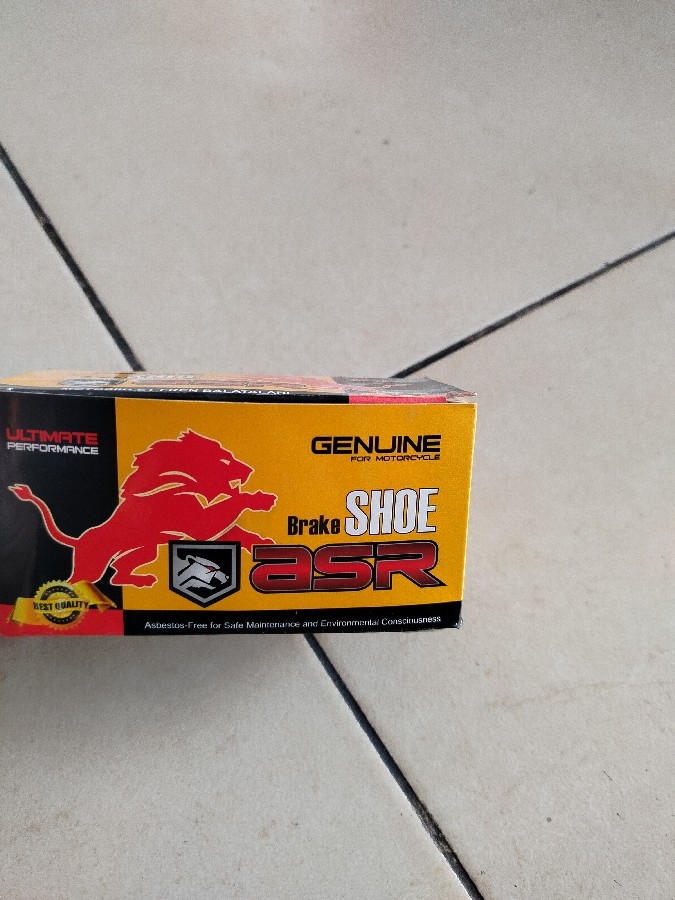 ULTIMATE
PERFORMANCE
GENUINE
FOR MOTORCYCLE
Brake SHOE
asr
BEST QUALITY
Asbestos-Free for Safe Maintenance and Environmental Consciousness